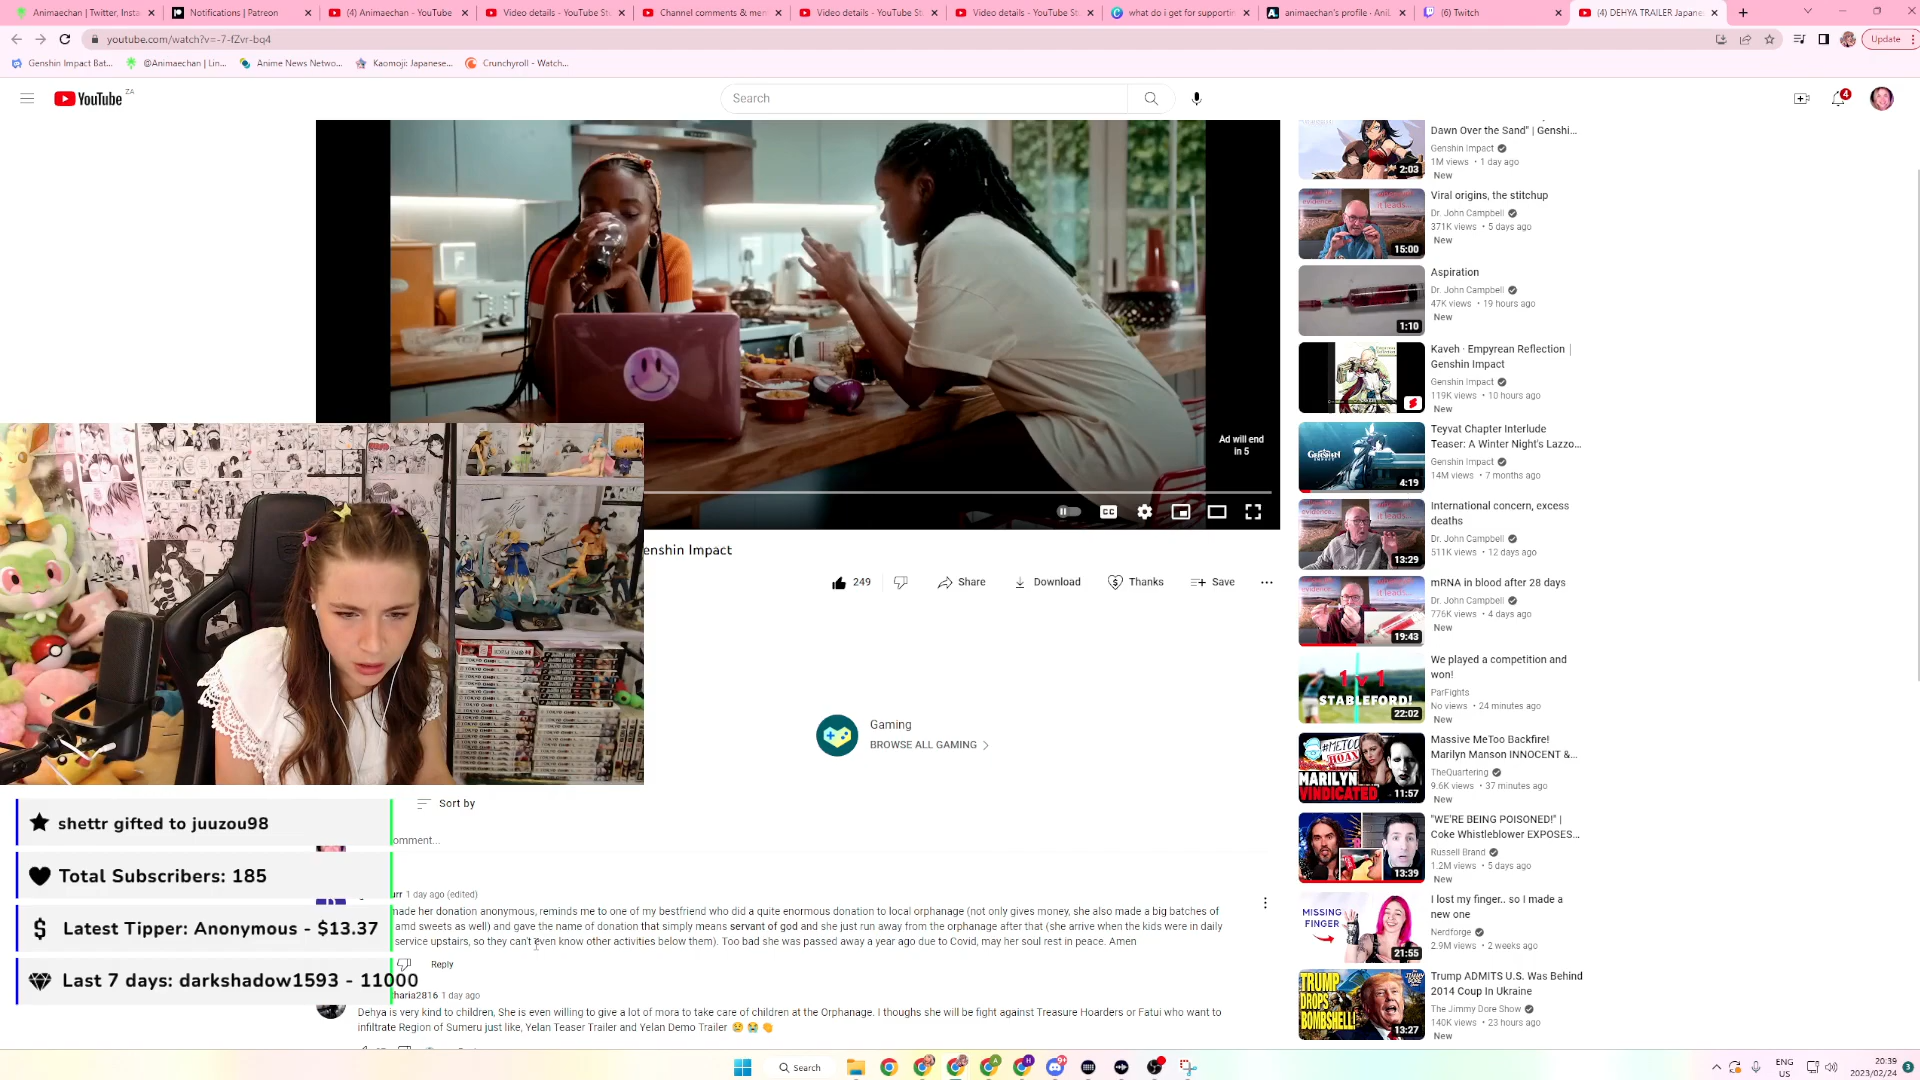 Animaechan | Twitter, Insta
Notifications | Patreon
(4) Animaechan - YouTube
Video details - YouTube St
Channel comments & me
Video details - YouTube St
Video details - YouTube St
what do i get for supportin
animaechan's profile · AniL
(6) Twitch
(4) DEHYA TRAILER Japane
youtube.com/watch?v=-7-fZvr-bq4
Update
Genshin Impact Bat...
@Animaechan | Lin...
Anime News Netwo...
Kaomoji: Japanese...
Crunchyroll - Watch...
YouTube ZA
Search
4
Dawn Over the Sand" | Genshi...
Genshin Impact
1M views • 1 day ago
New
2:03
Viral origins, the stitchup
Dr. John Campbell
371K views • 5 days ago
New
15:00
Aspiration
Dr. John Campbell
47K views • 19 hours ago
New
1:10
Kaveh · Empyrean Reflection | Genshin Impact
Genshin Impact
119K views • 10 hours ago
New
Teyvat Chapter Interlude
Teaser: A Winter Night's Lazzo...
Genshin Impact
14M views • 7 months ago
4:19
International concern, excess
deaths
Dr. John Campbell
511K views • 12 days ago
New
13:29
mRNA in blood after 28 days
Dr. John Campbell
776K views • 4 days ago
New
19:43
We played a competition and
won!
ParFights
No views • 24 minutes ago
New
1 v 1
STABLEFORD!
22:02
Massive MeToo Backfire!
Marilyn Manson INNOCENT &...
TheQuartering
9.6K views • 37 minutes ago
New
#METOO
HOAX
MARILYN
VINDICATED
11:57
"WE'RE BEING POISONED!" |
Coke Whistleblower EXPOSES...
Russell Brand
1.2M views • 5 days ago
New
13:39
I lost my finger.. so I made a
new one
Nerdforge
2.9M views • 2 weeks ago
MISSING
FINGER
21:55
Trump ADMITS U.S. Was Behind
2014 Coup In Ukraine
The Jimmy Dore Show
140K views • 23 hours ago
New
TRUMP
DROPS
BOMBSHELL!
13:27
Ad will end
in 5
CC
enshin Impact
249
Share
Download
Thanks
Save
Gaming
BROWSE ALL GAMING
Sort by
omment...
shettr gifted to juuzou98
Total Subscribers: 185
Latest Tipper: Anonymous - $13.37
Last 7 days: darkshadow1593 - 11000
urr 1 day ago (edited)
made her donation anonymous, reminds me to one of my bestfriend who did a quite enormous donation to local orphanage (not only gives money, she also made a big batches of
amd sweets as well) and gave the name of donation that simply means servant of god and she just run away from the orphanage after that (she arrive when the kids were in daily
service upstairs, so they can't even know other activities below them). Too bad she was passed away a year ago due to Covid, may her soul rest in peace. Amen
Reply
haria2816 1 day ago
Dehya is very kind to children, She is even willing to give a lot of mora to take care of children at the Orphanage. I thoughs she will be fight against Treasure Hoarders or Fatui who want to
infiltrate Region of Sumeru just like, Yelan Teaser Trailer and Yelan Demo Trailer 😢 😭 👏
Search
ENG
US
20:39
2023/02/24
3